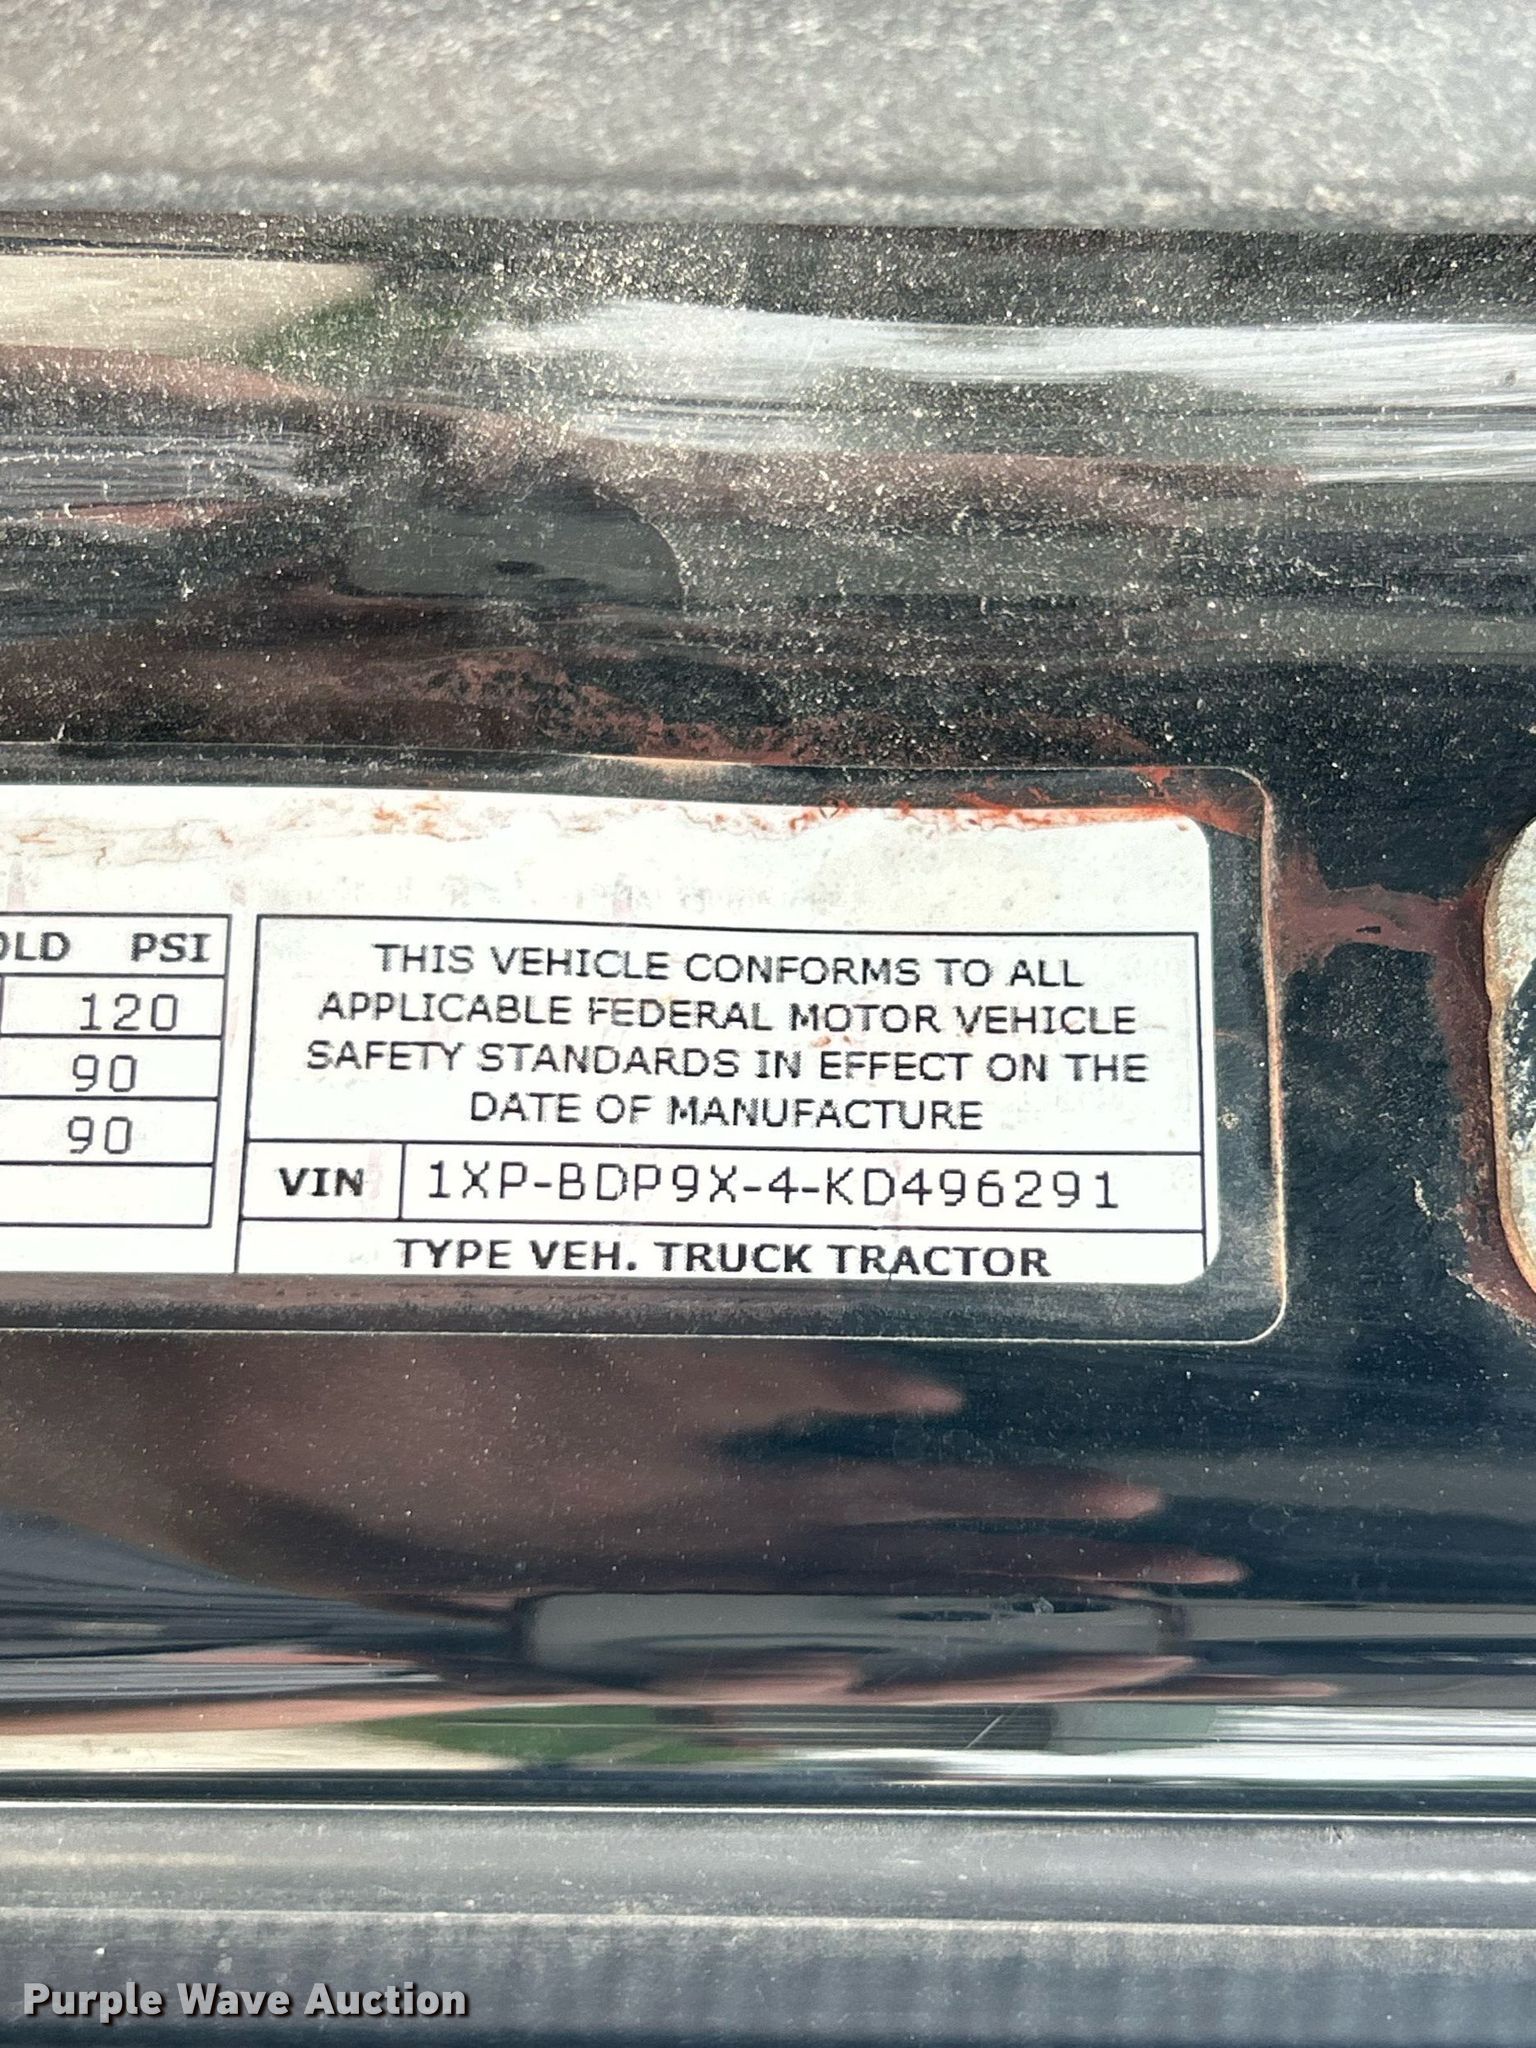 OLD PSI
120
90
90
THIS VEHICLE CONFORMS TO ALL
APPLICABLE FEDERAL MOTOR VEHICLE
SAFETY STANDARDS IN EFFECT ON THE
DATE OF MANUFACTURE
VIN 1XP-BDP9X-4-KD496291
TYPE VEH. TRUCK TRACTOR
Purple Wave Auction